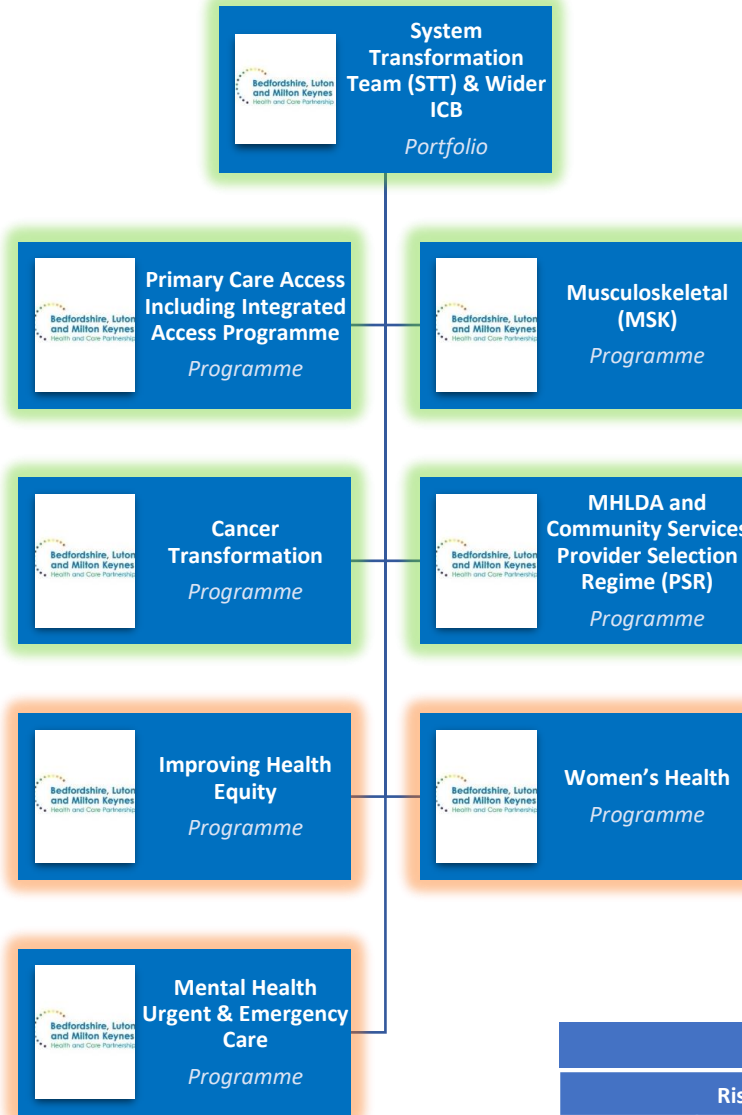 Bedfordshire, Luton
and Milton Keynes
Health and Care Partnership
System
Transformation
Team (STT) & Wider
ICB
Portfolio
Bedfordshire, Luton
and Milton Keynes
Health and Care Partnership
Primary Care Access
Including Integrated
Access Programme
Programme
Bedfordshire, Luton
and Milton Keynes
Health and Care Partnership
Musculoskeletal
(MSK)
Programme
Bedfordshire, Luton
and Milton Keynes
Health and Care Partnership
Cancer
Transformation
Programme
Bedfordshire, Luton
and Milton Keynes
Health and Care Partnership
MHLDA and
Community Services
Provider Selection
Regime (PSR)
Programme
Bedfordshire, Luton
and Milton Keynes
Health and Care Partnership
Improving Health
Equity
Programme
Bedfordshire, Luton
and Milton Keynes
Health and Care Partnership
Women’s Health
Programme
Bedfordshire, Luton
and Milton Keynes
Health and Care Partnership
Mental Health
Urgent & Emergency
Care
Programme
Ris